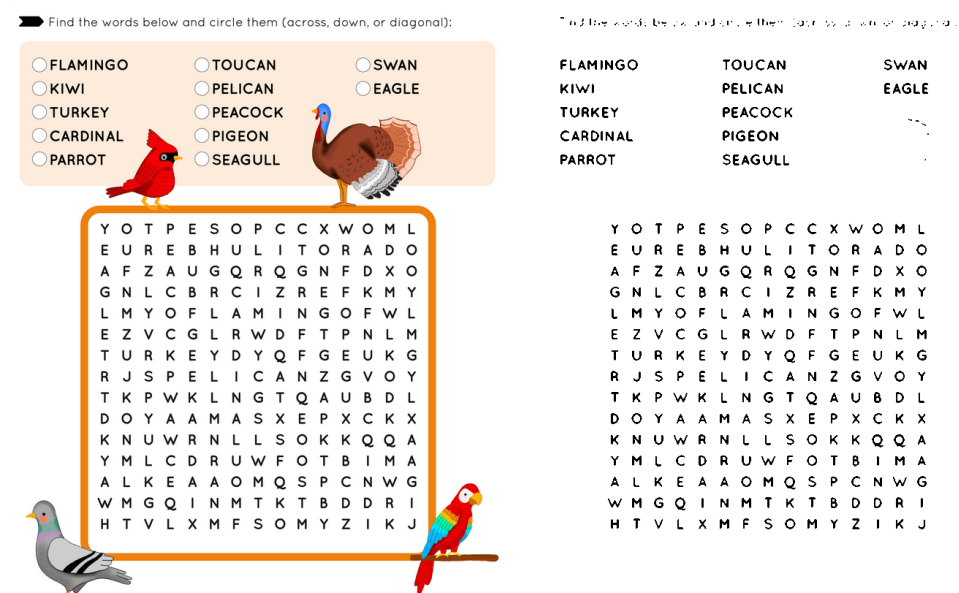 Find the words below and circle them (across, down, or diagonal):
FLAMINGO TOUCAN SWAN
KIWI PELICAN EAGLE
TURKEY PEACOCK
CARDINAL PIGEON
PARROT SEAGULL
Y O T P E S O P C C X W O M L
E U R E B H U L I T O R A D O
A F Z A U G Q R Q G N F D X O
G N L C B R C I Z R E F K M Y
L M Y O F L A M I N G O F W L
E Z V C G L R W D F T P N L M
T U R K E Y D Y Q F G E U K G
R J S P E L I C A N Z G V O Y
T K P W K L N G T Q A U B D L
D O Y A A M A S X E P X C K X
K N U W R N L L S O K K Q Q A
Y M L C D R U W F O T B I M A
A L K E A A O M Q S P C N W G
W M G Q I N M T K T B D D R I
H T V L X M F S O M Y Z I K J
FLAMINGO TOUCAN SWAN
KIWI PELICAN EAGLE
TURKEY PEACOCK
CARDINAL PIGEON
PARROT SEAGULL
Y O T P E S O P C C X W O M L
E U R E B H U L I T O R A D O
A F Z A U G Q R Q G N F D X O
G N L C B R C I Z R E F K M Y
L M Y O F L A M I N G O F W L
E Z V C G L R W D F T P N L M
T U R K E Y D Y Q F G E U K G
R J S P E L I C A N Z G V O Y
T K P W K L N G T Q A U B D L
D O Y A A M A S X E P X C K X
K N U W R N L L S O K K Q Q A
Y M L C D R U W F O T B I M A
A L K E A A O M Q S P C N W G
W M G Q I N M T K T B D D R I
H T V L X M F S O M Y Z I K J